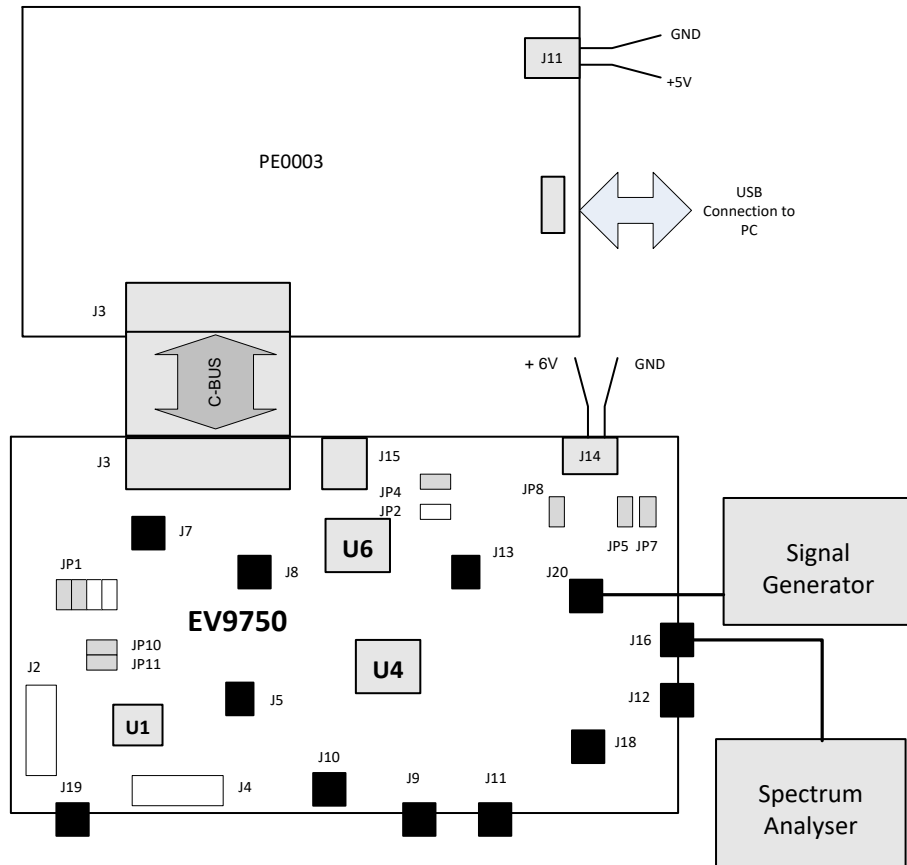 J11
GND
+5V
PE0003
USB
Connection to
PC
J3
C-BUS
+ 6V
GND
J3
J15
J14
JP4
JP2
JP8
JP5
JP7
J7
U6
J13
J8
J20
Signal
Generator
JP1
EV9750
J16
JP10
JP11
J2
U4
J5
J12
U1
J18
J10
J19
J4
J9
J11
Spectrum
Analyser